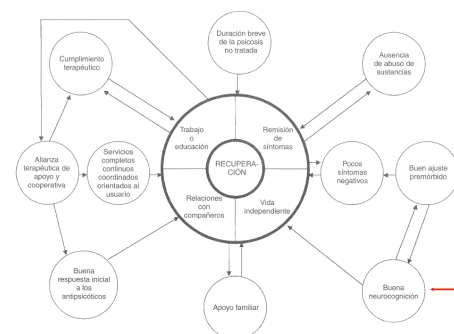 Duración breve
de la psicosis
no tratada
Cumplimiento
terapéutico
Ausencia
de abuso de
sustancias
Trabajo
o
educación
Remisión
de
síntomas
Alianza
terapéutica de
apoyo y
cooperativa
Servicios
completos
continuos
coordinados
orientados al
usuario
RECUPERA-
CIÓN
Pocos
síntomas
negativos
Buen ajuste
premórbido
Relaciones
con
compañeros
Vida
independiente
Buena
respuesta inicial
a los
antipsicóticos
Apoyo familiar
Buena
neurocognición